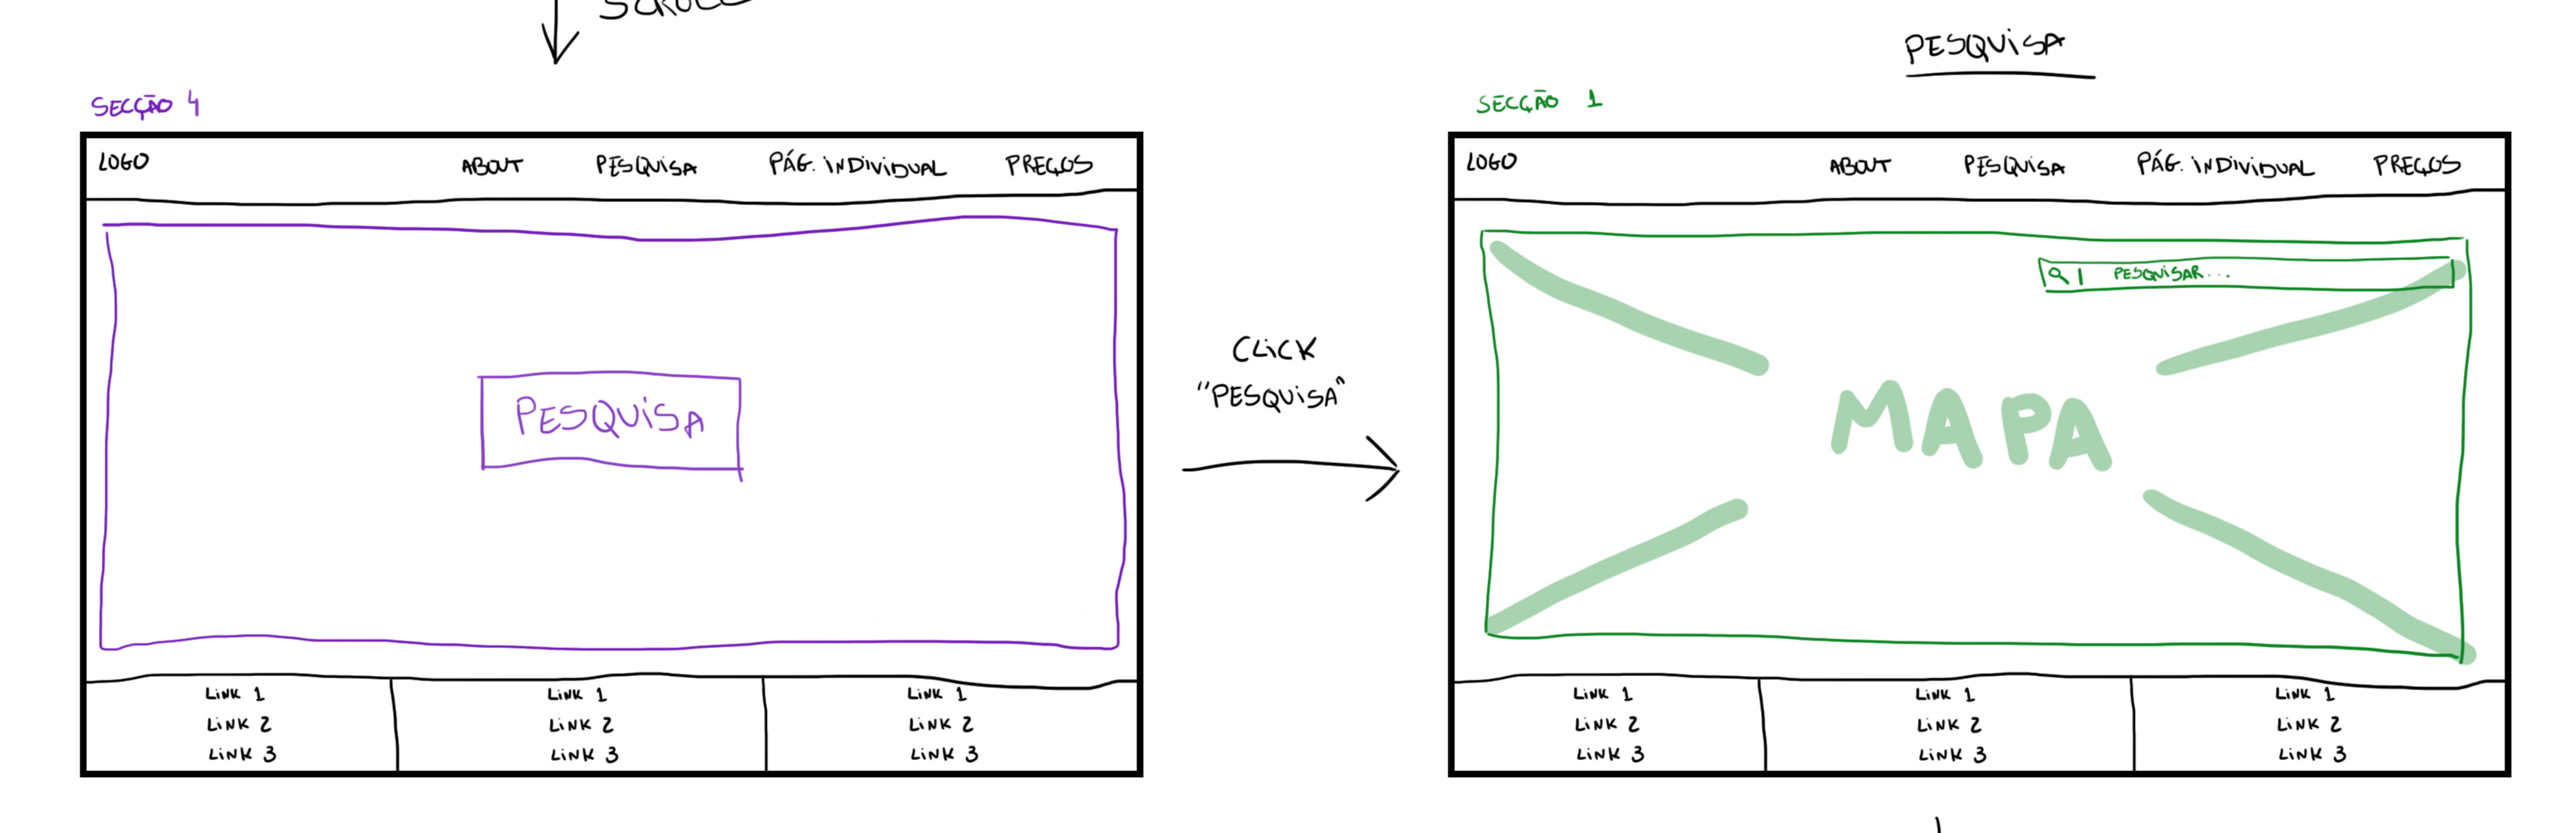 PESQUISA
SECÇÃO 4
LOGO ABOUT PESQUISA PÁG. INDIVIDUAL PREÇOS
PESQUISA
LINK 1 LINK 1 LINK 1
LINK 2 LINK 2 LINK 2
LINK 3 LINK 3 LINK 3
CLICK
"PESQUISA"
SECÇÃO 1
LOGO ABOUT PESQUISA PÁG. INDIVIDUAL PREÇOS
PESQUISAR...
MAPA
LINK 1 LINK 1 LINK 1
LINK 2 LINK 2 LINK 2
LINK 3 LINK 3 LINK 3